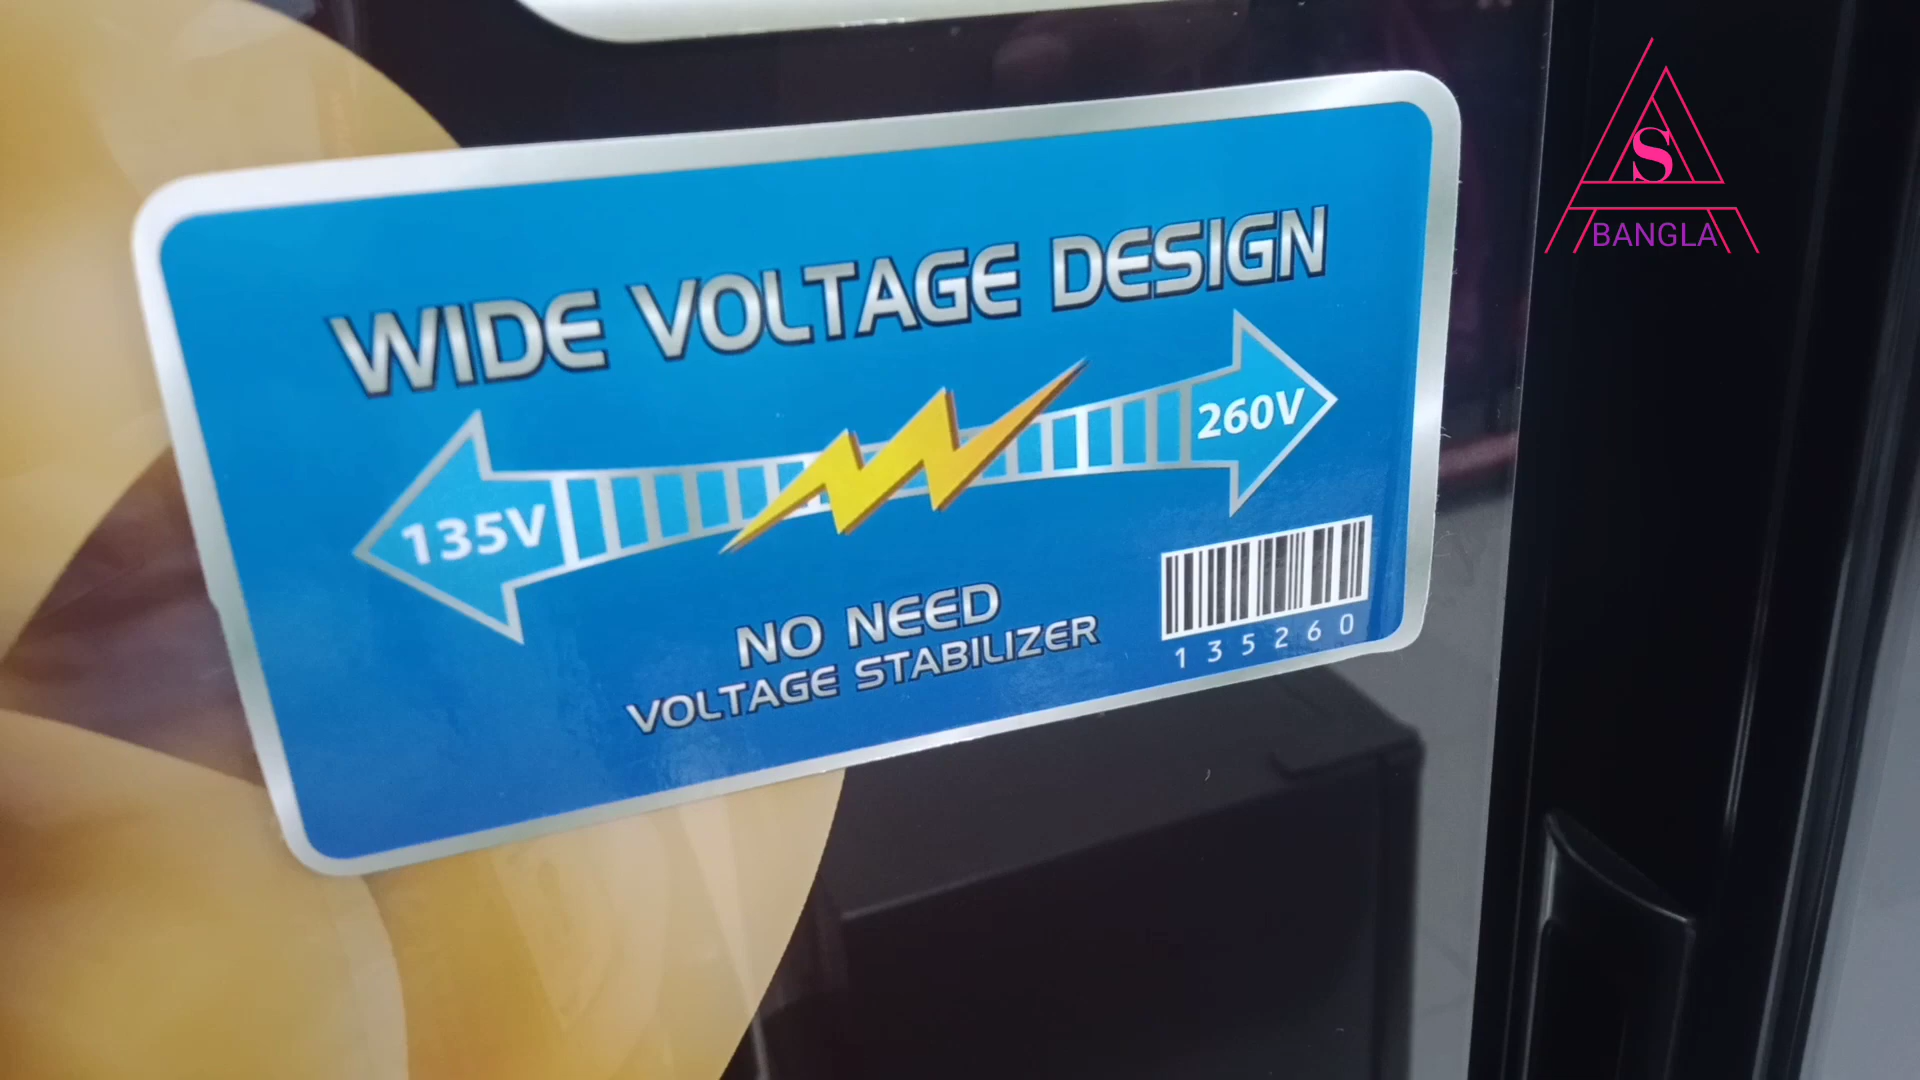 WIDE VOLTAGE DESIGN
135V
260V
NO NEED
VOLTAGE STABILIZER
135260
S
BANGLA